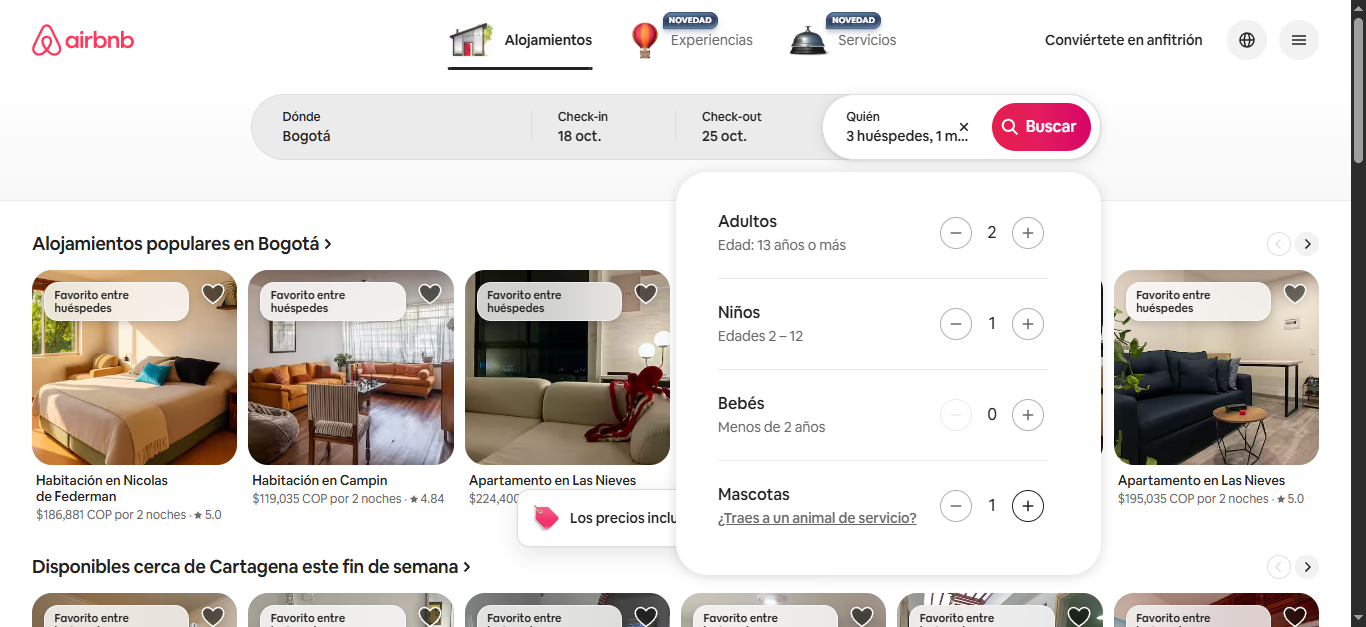 airbnb
Alojamientos
NOVEDAD
Experiencias
NOVEDAD
Servicios
Conviértete en anfitrión
Dónde
Bogotá
Check-in
18 oct.
Check-out
25 oct.
Quién
3 huéspedes, 1 m...
Buscar
Adultos
Edad: 13 años o más
2
Niños
Edades 2 – 12
1
Bebés
Menos de 2 años
0
Mascotas
¿Traes a un animal de servicio?
1
Alojamientos populares en Bogotá
Favorito entre
huéspedes
Favorito entre
huéspedes
Favorito entre
huéspedes
Favorito entre
huéspedes
Habitación en Nicolas
de Federman
$186,881 COP por 2 noches · ★ 5.0
Habitación en Campin
$119,035 COP por 2 noches · ★ 4.84
Apartamento en Las Nieves
$224,400
Apartamento en Las Nieves
$195,035 COP por 2 noches · ★ 5.0
Los precios inclu
Disponibles cerca de Cartagena este fin de semana
Favorito entre
huéspedes
Favorito entre
huéspedes
Favorito entre
huéspedes
Favorito entre
huéspedes
Favorito entre
huéspedes
Favorito entre
huéspedes